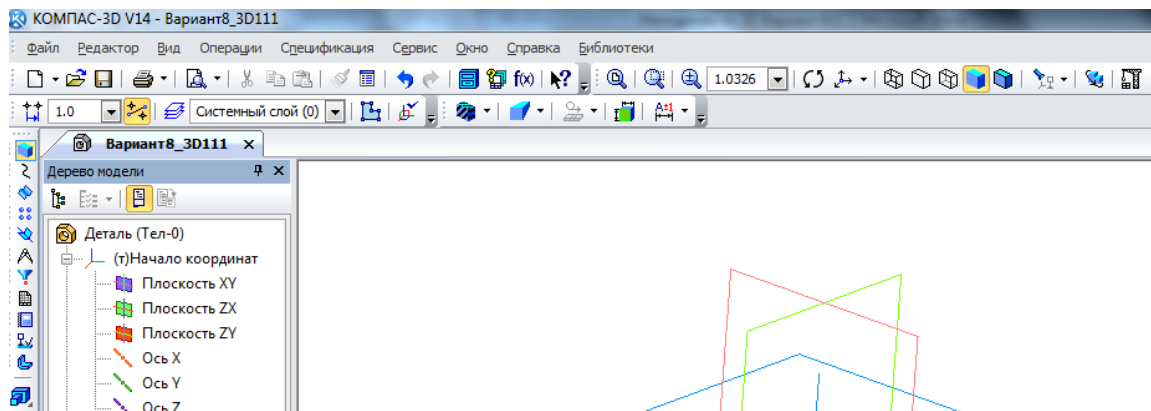 КОМПАС-3D V14 - Вариант8_3D111
Файл Редактор Вид Операции Спецификация Сервис Окно Справка Библиотеки
f(x) 1.0326
1.0 Системный слой (0)
Вариант8_3D111
Дерево модели
Деталь (Тел-0)
(т)Начало координат
Плоскость XY
Плоскость ZX
Плоскость ZY
Ось X
Ось Y
Ось Z